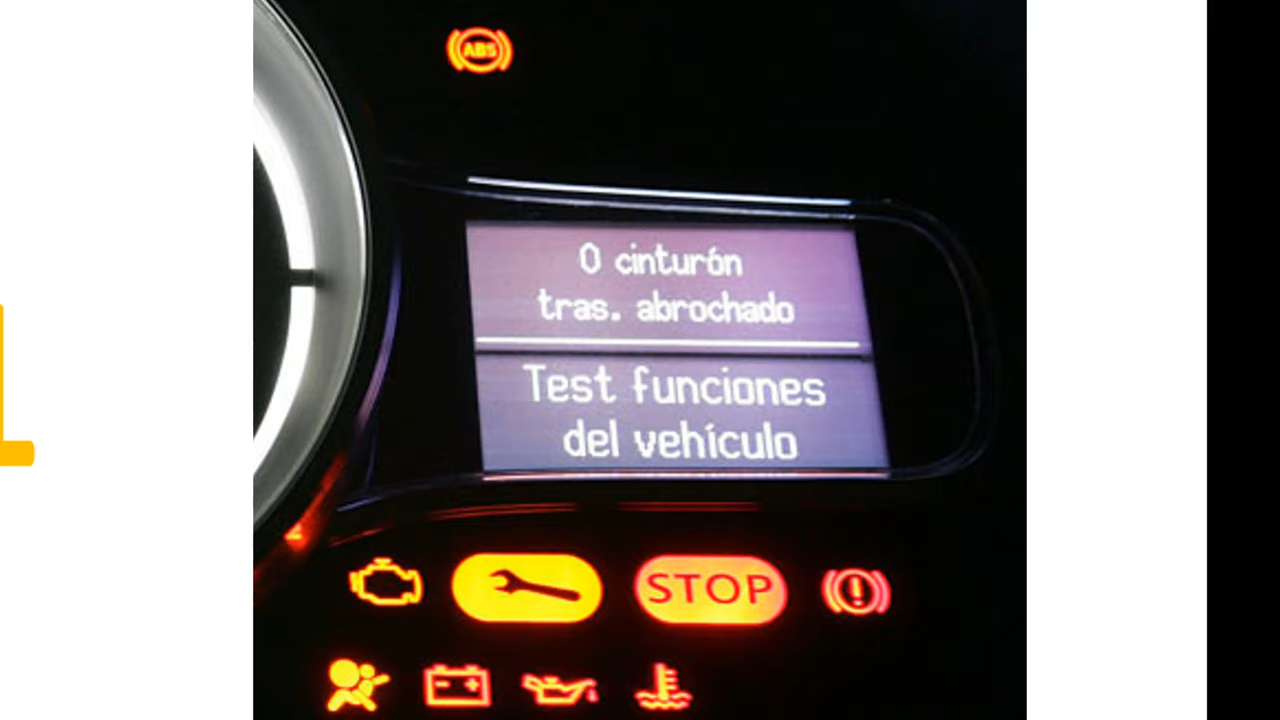 ABS
0 cinturón
tras. abrochado
Test funciones
del vehículo
STOP